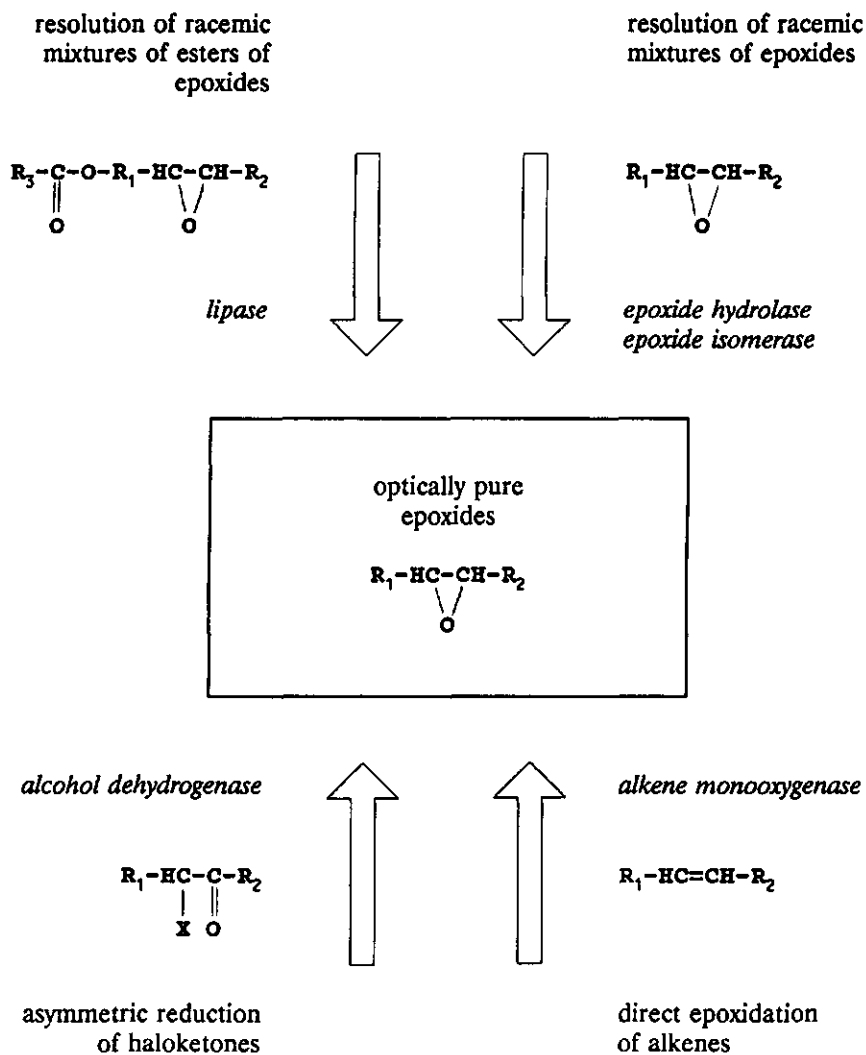 resolution of racemic
mixtures of esters of
epoxides
R₃-C-O-R₁-HC-CH-R₂
O O
lipase
resolution of racemic
mixtures of epoxides
R₁-HC-CH-R₂
O
epoxide hydrolase
epoxide isomerase
optically pure
epoxides
R₁-HC-CH-R₂
O
alcohol dehydrogenase
R₁-HC-C-R₂
X O
asymmetric reduction
of haloketones
alkene monooxygenase
R₁-HC=CH-R₂
direct epoxidation
of alkenes